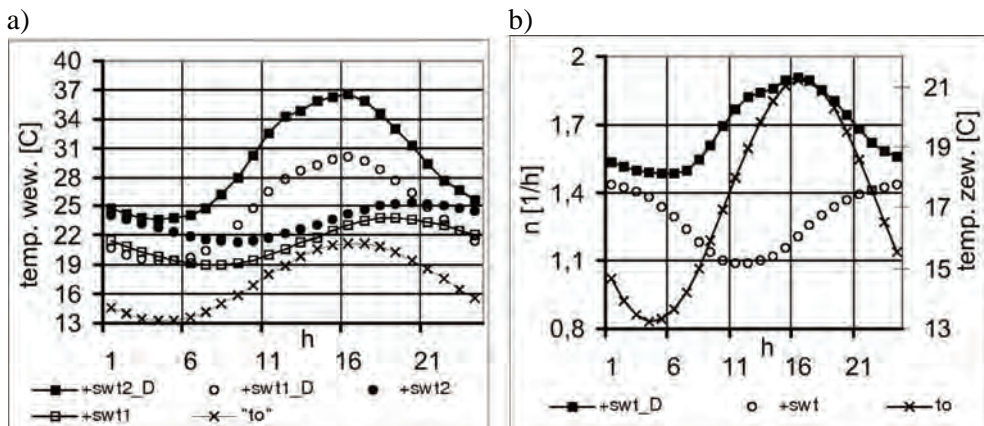 a)
temp. wew. [C]
40
37
34
31
28
25
22
19
16
13
1 6 11 16 21
h
+swt2_D +swt1_D +swt2
+swt1 "to"
b)
n [1/h]
2
1,7
1,4
1,1
0,8
temp. zew. [C]
21
19
18
17
15
13
1 6 11 16 21
h
+swt_D +swt to